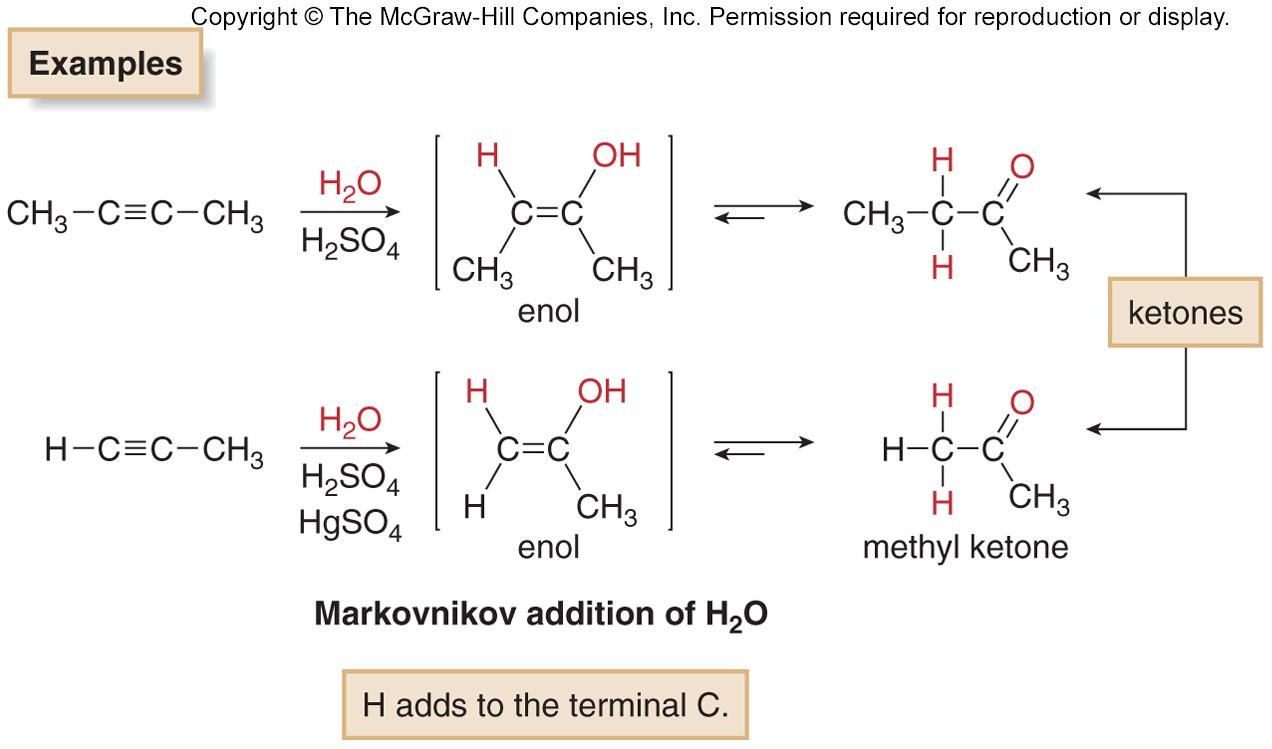 Copyright © The McGraw-Hill Companies, Inc. Permission required for reproduction or display.
Examples
CH₃–C≡C–CH₃
H₂O
H₂SO₄
H OH
C=C
CH₃ CH₃
enol
H O
CH₃–C–C
H CH₃
ketones
H–C≡C–CH₃
H₂O
H₂SO₄
HgSO₄
H OH
C=C
H CH₃
enol
H O
H–C–C
H CH₃
methyl ketone
Markovnikov addition of H₂O
H adds to the terminal C.